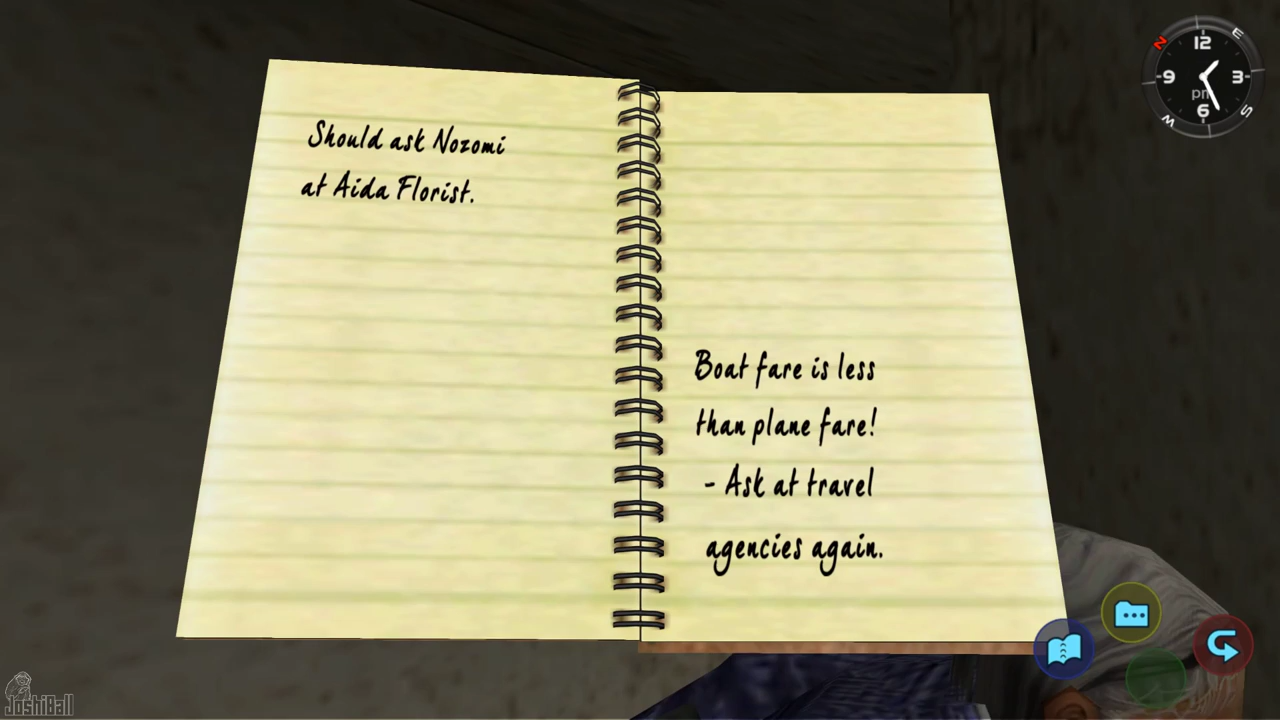 Should ask Nozomi
at Aida Florist.
Boat fare is less
than plane fare!
- Ask at travel
agencies again.
N
E
S
W
12
3
6
9
pm
JoshiBall